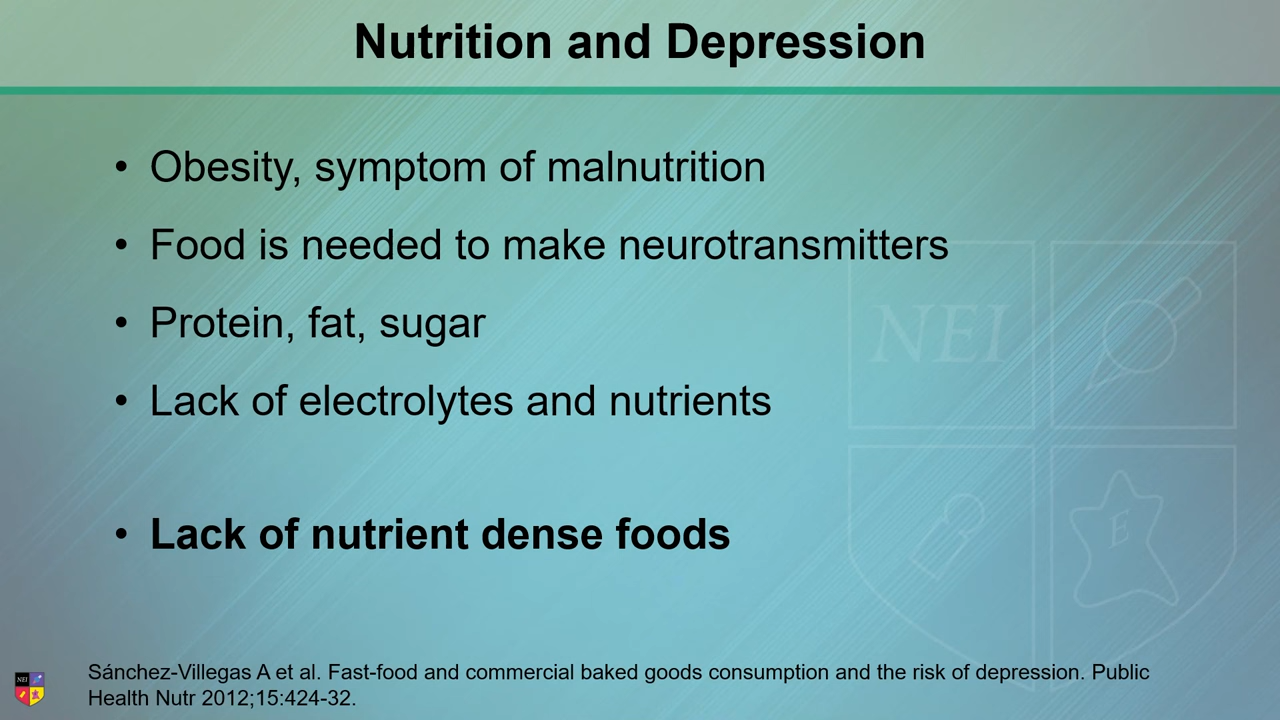 Nutrition and Depression
• Obesity, symptom of malnutrition
• Food is needed to make neurotransmitters
• Protein, fat, sugar
• Lack of electrolytes and nutrients
• Lack of nutrient dense foods
NEI
E
Sánchez-Villegas A et al. Fast-food and commercial baked goods consumption and the risk of depression. Public
Health Nutr 2012;15:424-32.
NEI